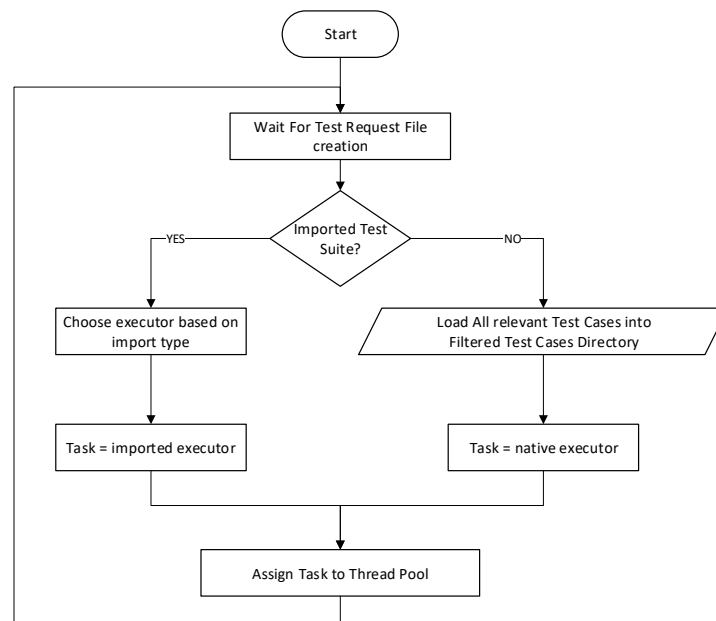 Start
Wait For Test Request File
creation
Imported Test
Suite?
YES
NO
Choose executor based on
import type
Load All relevant Test Cases into
Filtered Test Cases Directory
Task = imported executor
Task = native executor
Assign Task to Thread Pool